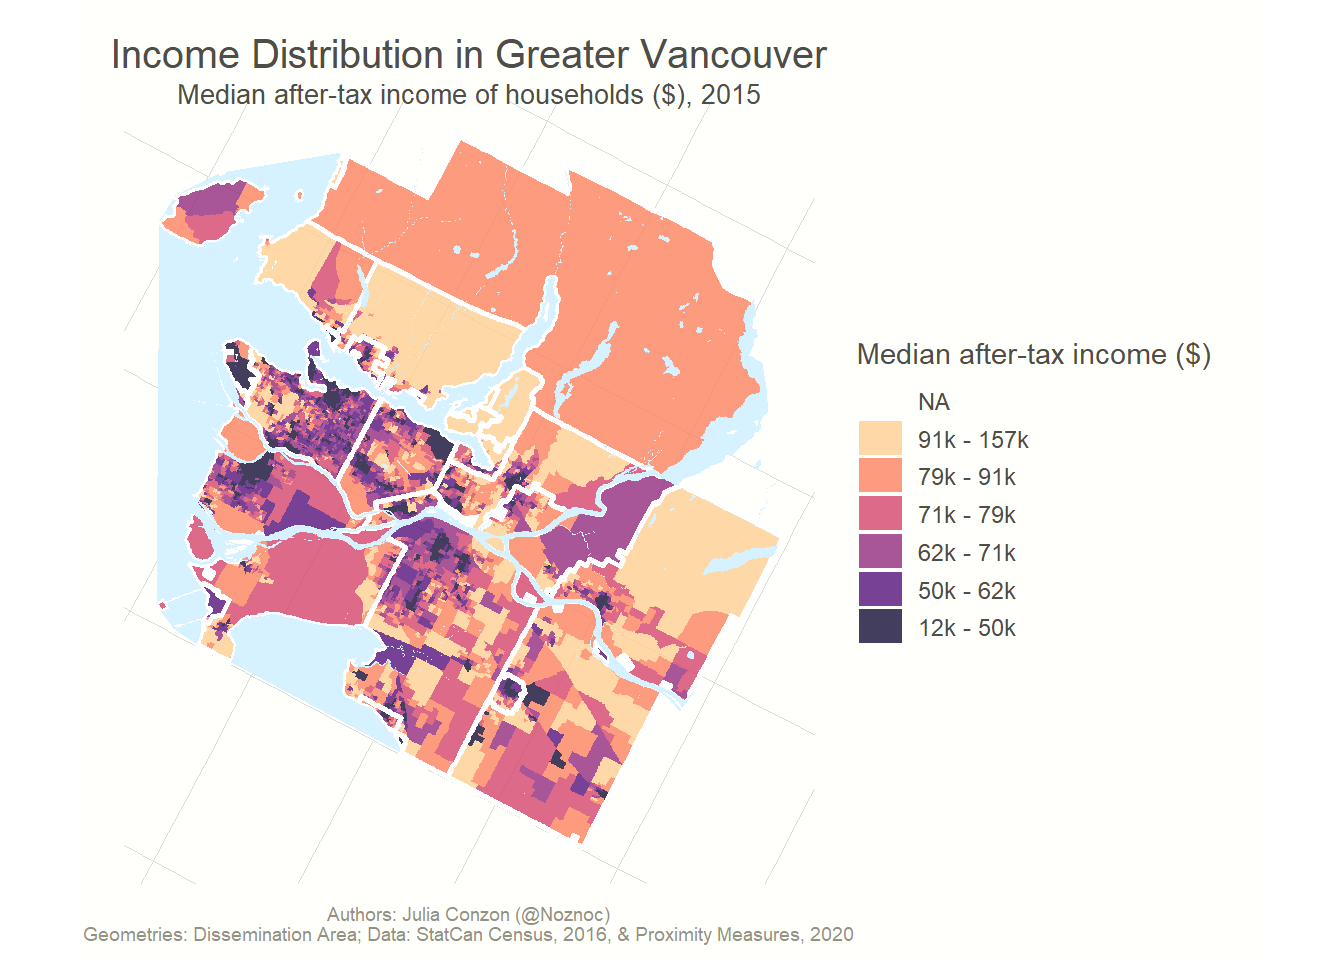 Income Distribution in Greater Vancouver
Median after-tax income of households ($), 2015
Median after-tax income ($)
NA
91k - 157k
79k - 91k
71k - 79k
62k - 71k
50k - 62k
12k - 50k
Authors: Julia Conzon (@Noznoc)
Geometries: Dissemination Area; Data: StatCan Census, 2016, & Proximity Measures, 2020